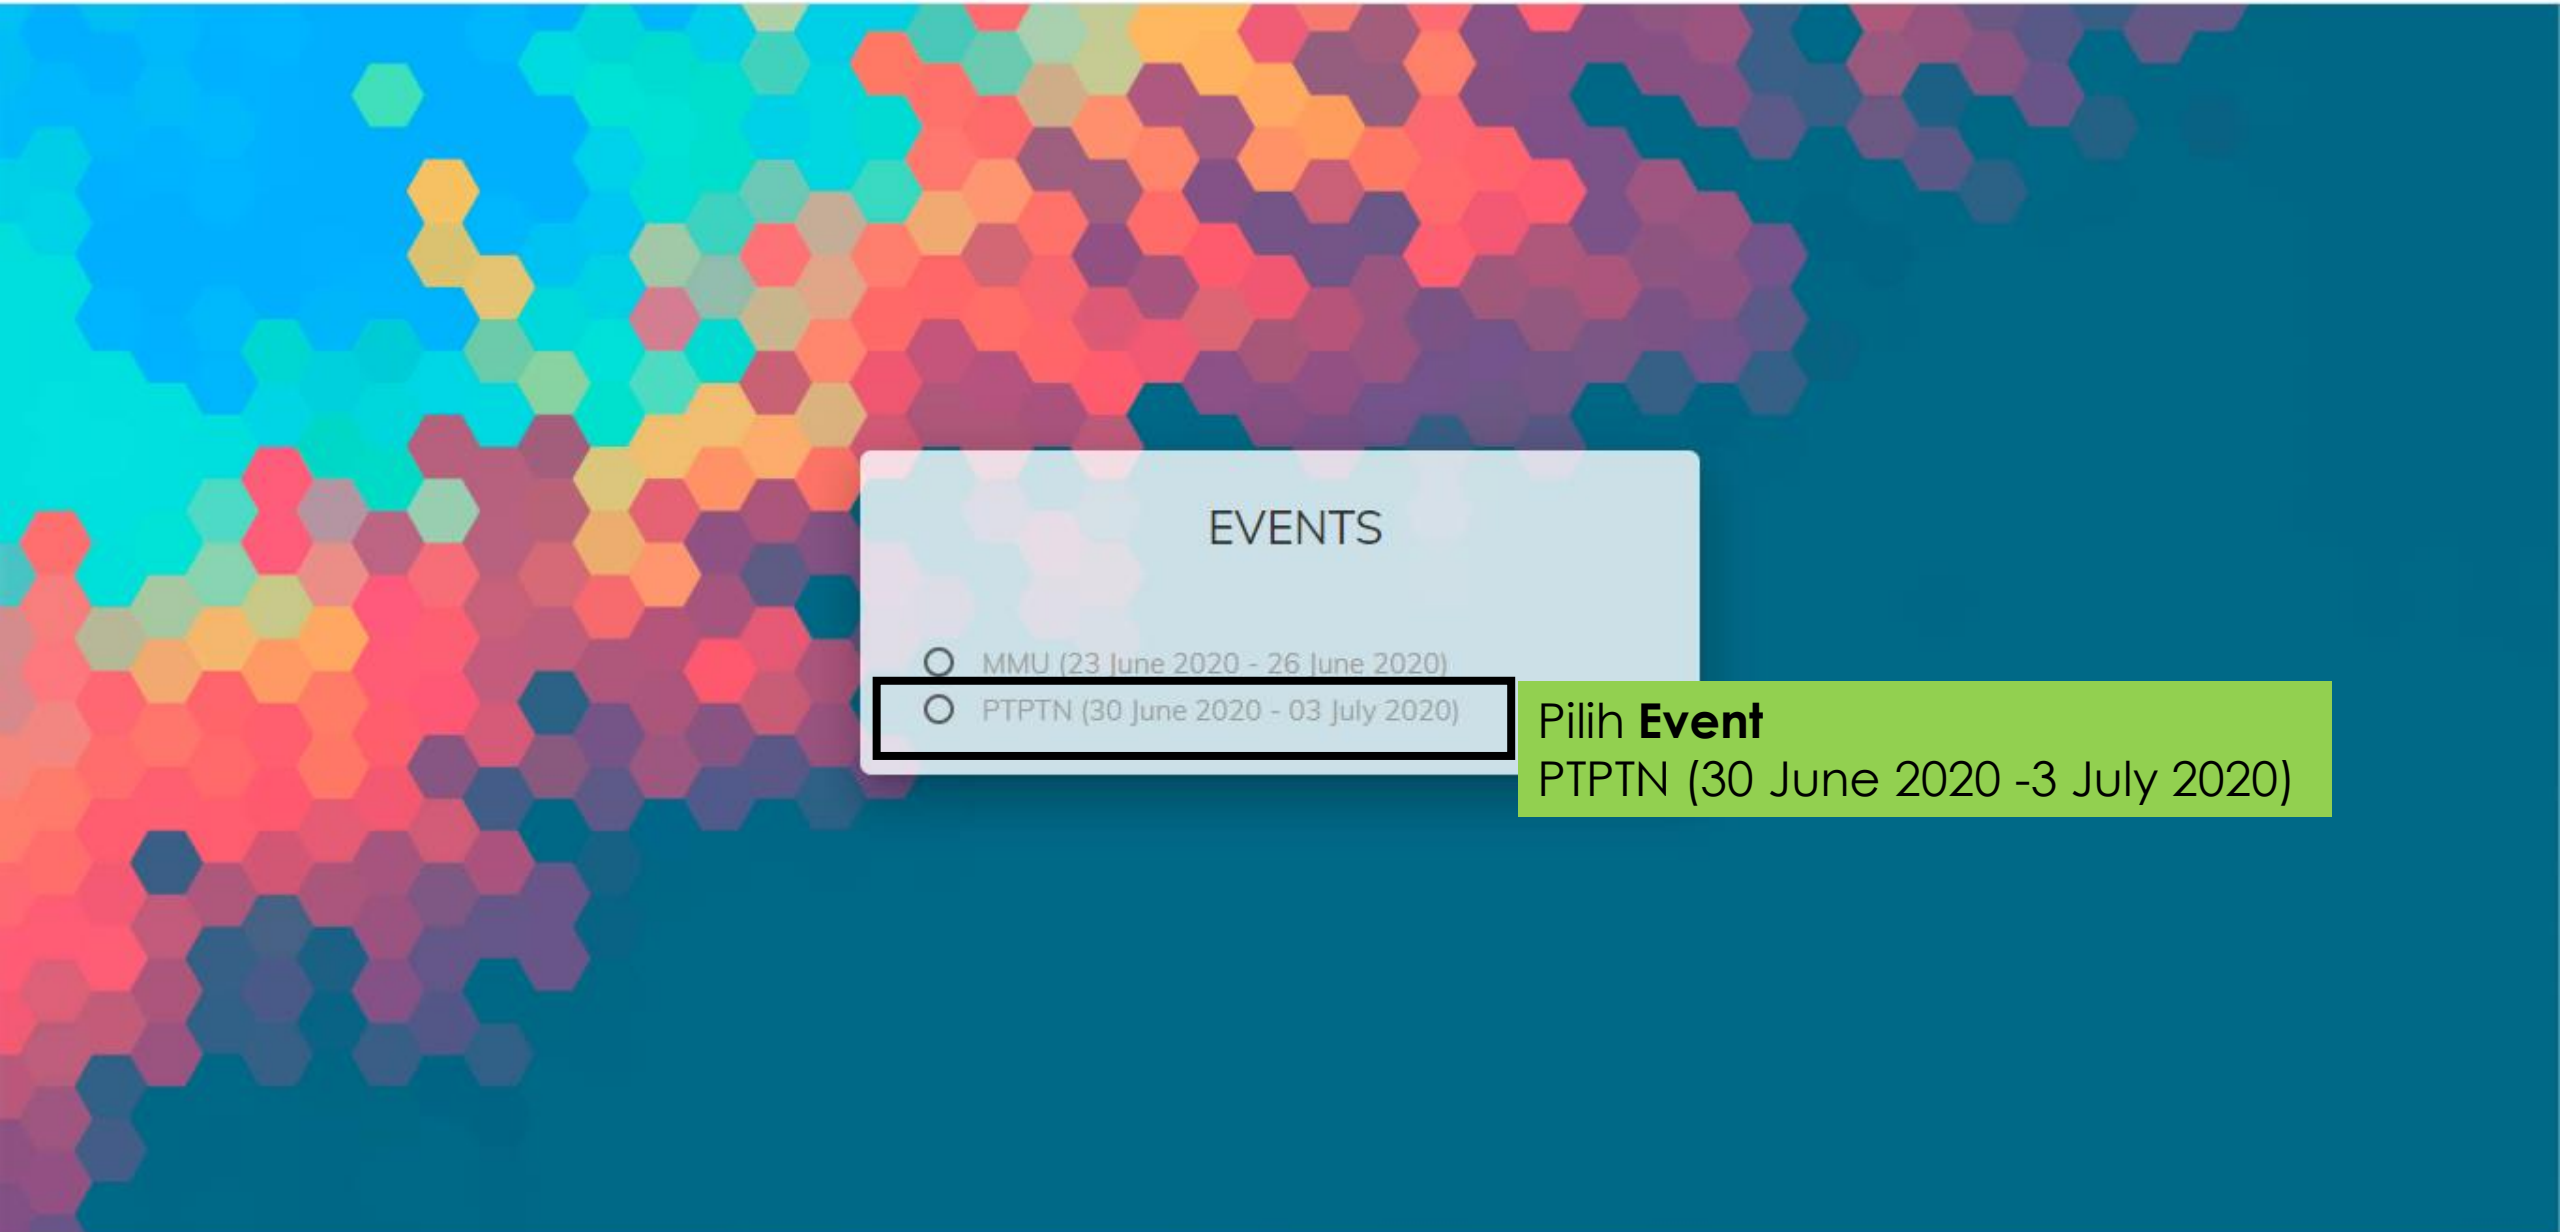 EVENTS
MMU (23 June 2020 - 26 June 2020)
PTPTN (30 June 2020 - 03 July 2020)
Pilih Event
PTPTN (30 June 2020 -3 July 2020)